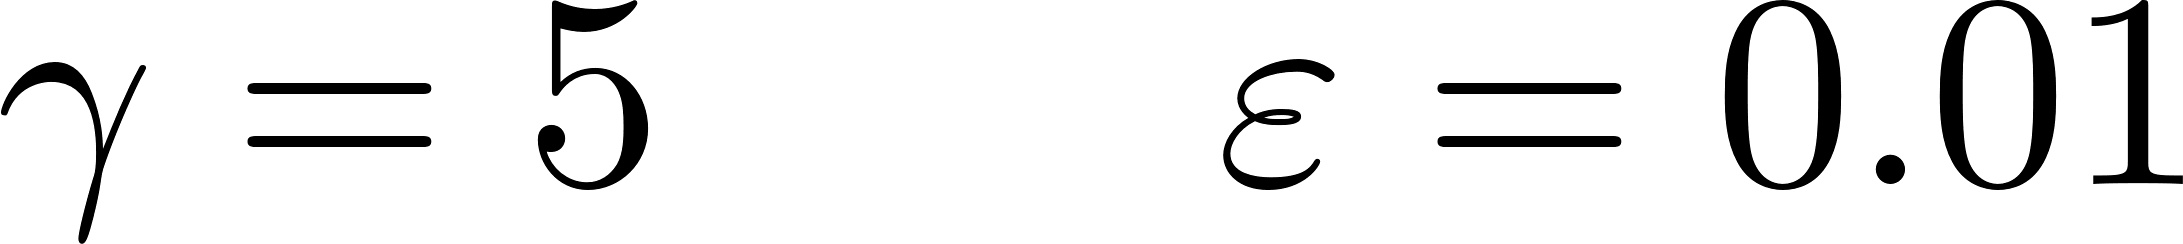 γ = 5 ε = 0.01